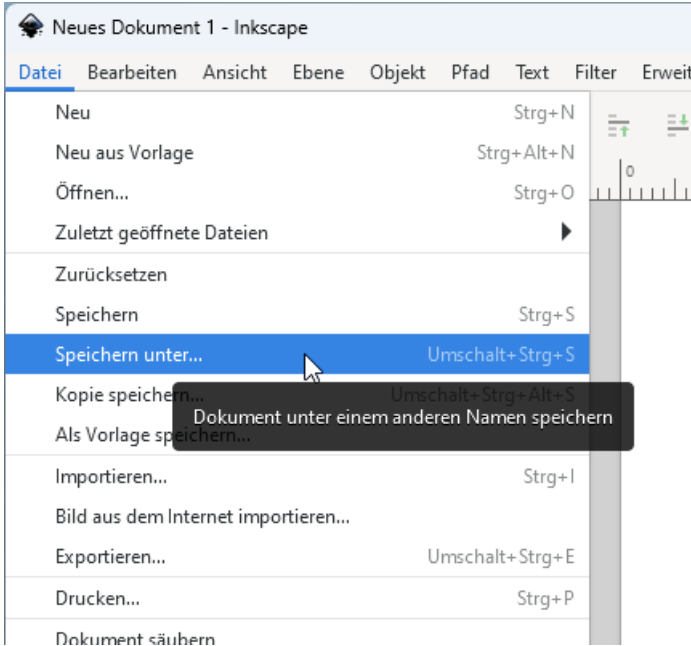 Neues Dokument 1 - Inkscape
Datei Bearbeiten Ansicht Ebene Objekt Pfad Text Filter Erweit
Neu Strg+N
Neu aus Vorlage Strg+Alt+N
Öffnen... Strg+O
0
Zuletzt geöffnete Dateien
Zurücksetzen
Speichern Strg+S
Speichern unter... Umschalt+Strg+S
Kopie speichern... Umschalt+Strg+Alt+S
Dokument unter einem anderen Namen speichern
Als Vorlage speichern...
Importieren... Strg+I
Bild aus dem Internet importieren...
Exportieren... Umschalt+Strg+E
Drucken... Strg+P
Dokument säubern